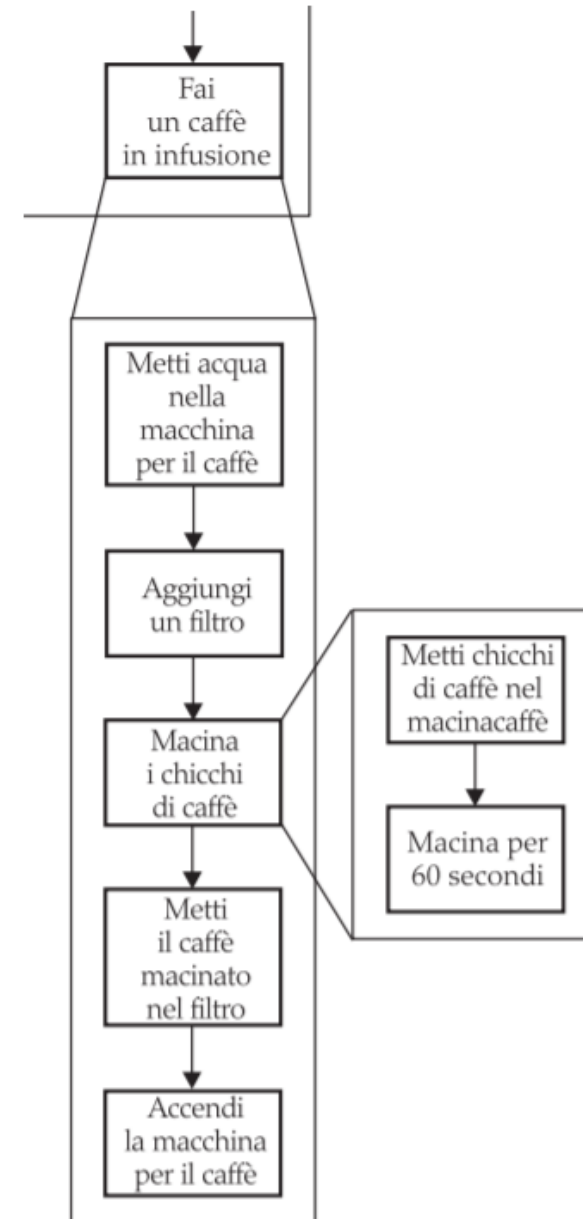 Fai
un caffè
in infusione
Metti acqua
nella
macchina
per il caffè
Aggiungi
un filtro
Macina
i chicchi
di caffè
Metti chicchi
di caffè nel
macinacaffè
Macina per
60 secondi
Metti
il caffè
macinato
nel filtro
Accendi
la macchina
per il caffè